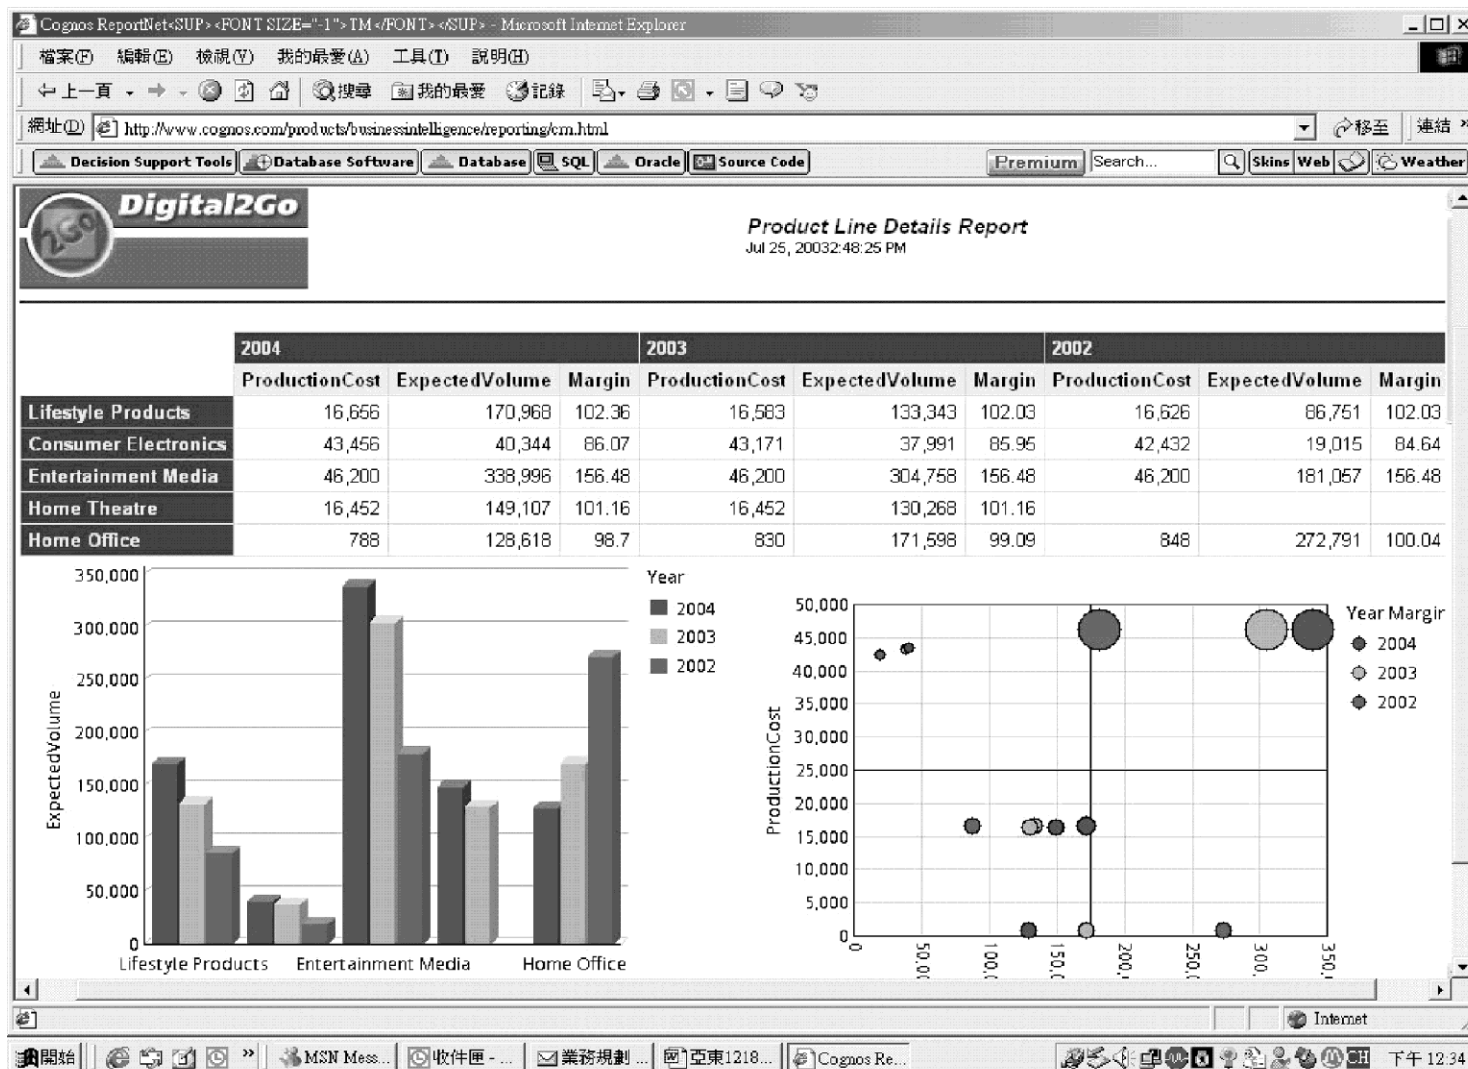 Cognos ReportNet<SUP><FONT SIZE="-1">TM</FONT></SUP> - Microsoft Internet Explorer
檔案(F) 編輯(E) 檢視(V) 我的最愛(A) 工具(T) 說明(H)
上一頁 搜尋 我的最愛 記錄
網址(D) http://www.cognos.com/products/businessintelligence/reporting/crn.html 移至 連結 »
Decision Support Tools Database Software Database SQL Oracle Source Code Premium Search... Skins Web Weather
Digital2Go
2Go
Product Line Details Report
Jul 25, 20032:48:25 PM
2004 2003 2002
ProductionCost ExpectedVolume Margin ProductionCost ExpectedVolume Margin ProductionCost ExpectedVolume Margin
Lifestyle Products 16,656 170,968 102.36 16,583 133,343 102.03 16,626 86,751 102.03
Consumer Electronics 43,456 40,344 86.07 43,171 37,991 85.95 42,432 19,015 84.64
Entertainment Media 46,200 338,996 156.48 46,200 304,758 156.48 46,200 181,057 156.48
Home Theatre 16,452 149,107 101.16 16,452 130,268 101.16
Home Office 788 128,618 98.7 830 171,598 99.09 848 272,791 100.04
350,000
300,000
250,000
200,000
150,000
100,000
50,000
0
ExpectedVolume
Lifestyle Products Entertainment Media Home Office
Year
2004
2003
2002
50,000
45,000
40,000
35,000
30,000
25,000
20,000
15,000
10,000
5,000
0
ProductionCost
0 50,0( 100,( 150,( 200, 250,( 300, 350,
Year Margin
2004
2003
2002
Internet
開始 » MSN Mess... 收件匣 - ... 業務規劃 ... 亞東1218... Cognos Re... CH 下午 12:34